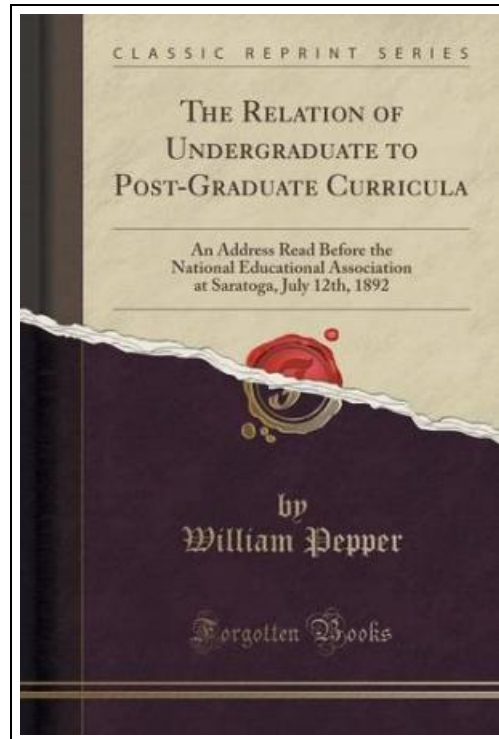 CLASSIC REPRINT SERIES
THE RELATION OF
UNDERGRADUATE TO
POST-GRADUATE CURRICULA
An Address Read Before the
National Educational Association
at Saratoga, July 12th, 1892
F
by
William Pepper
Forgotten Books